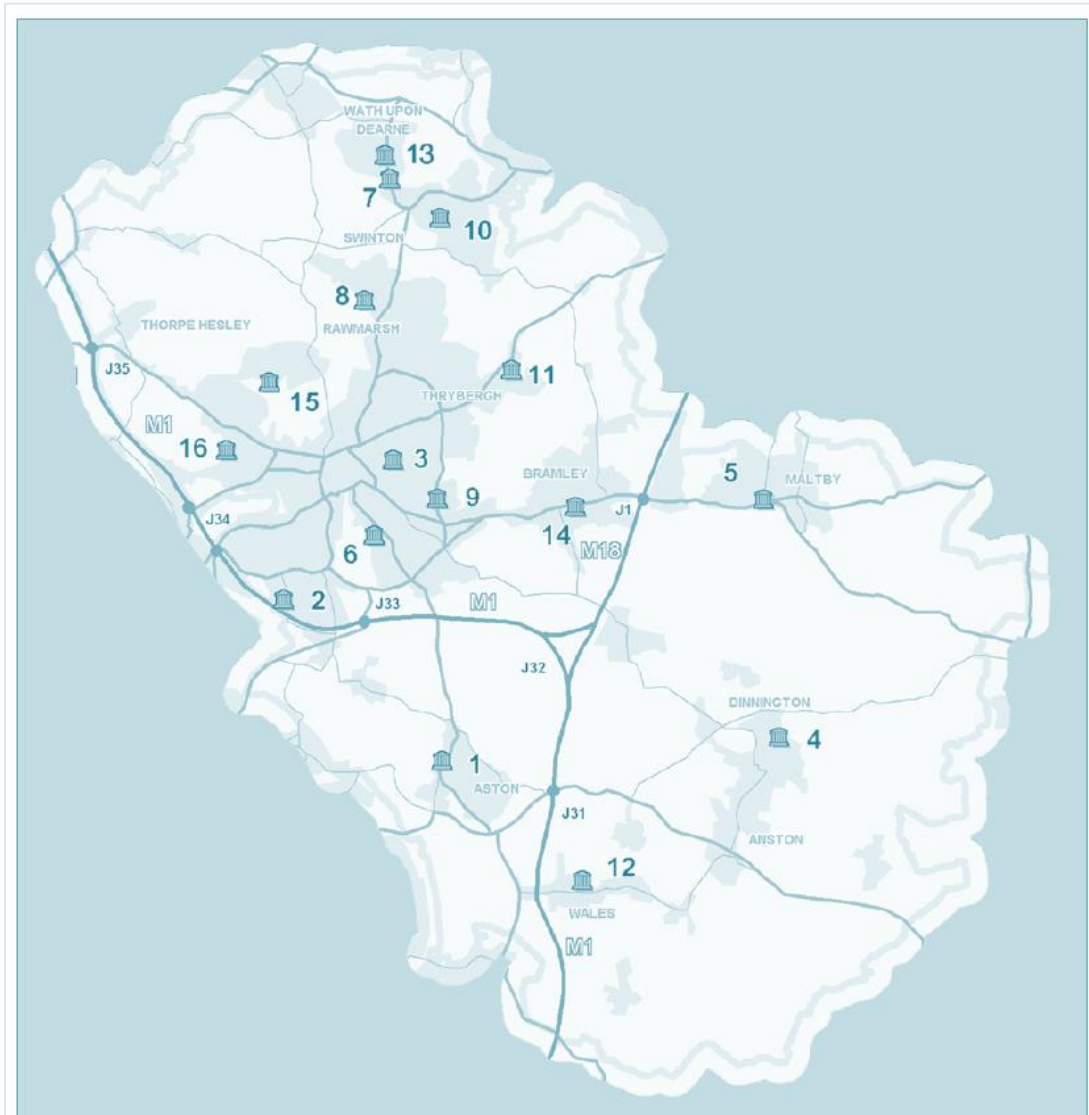 WATH UPON
DEARNE
13
7
10
SWINTON
8
THORPE HESLEY
RAWMARSH
J35
11
15
THRYBERGH
M1
16
3
BRAMLEY
5
MALTBY
9
J34
14
J1
6
M18
2
J33
M1
J32
DINNINGTON
4
1
ASTON
J31
ANSTON
12
WALES
M1